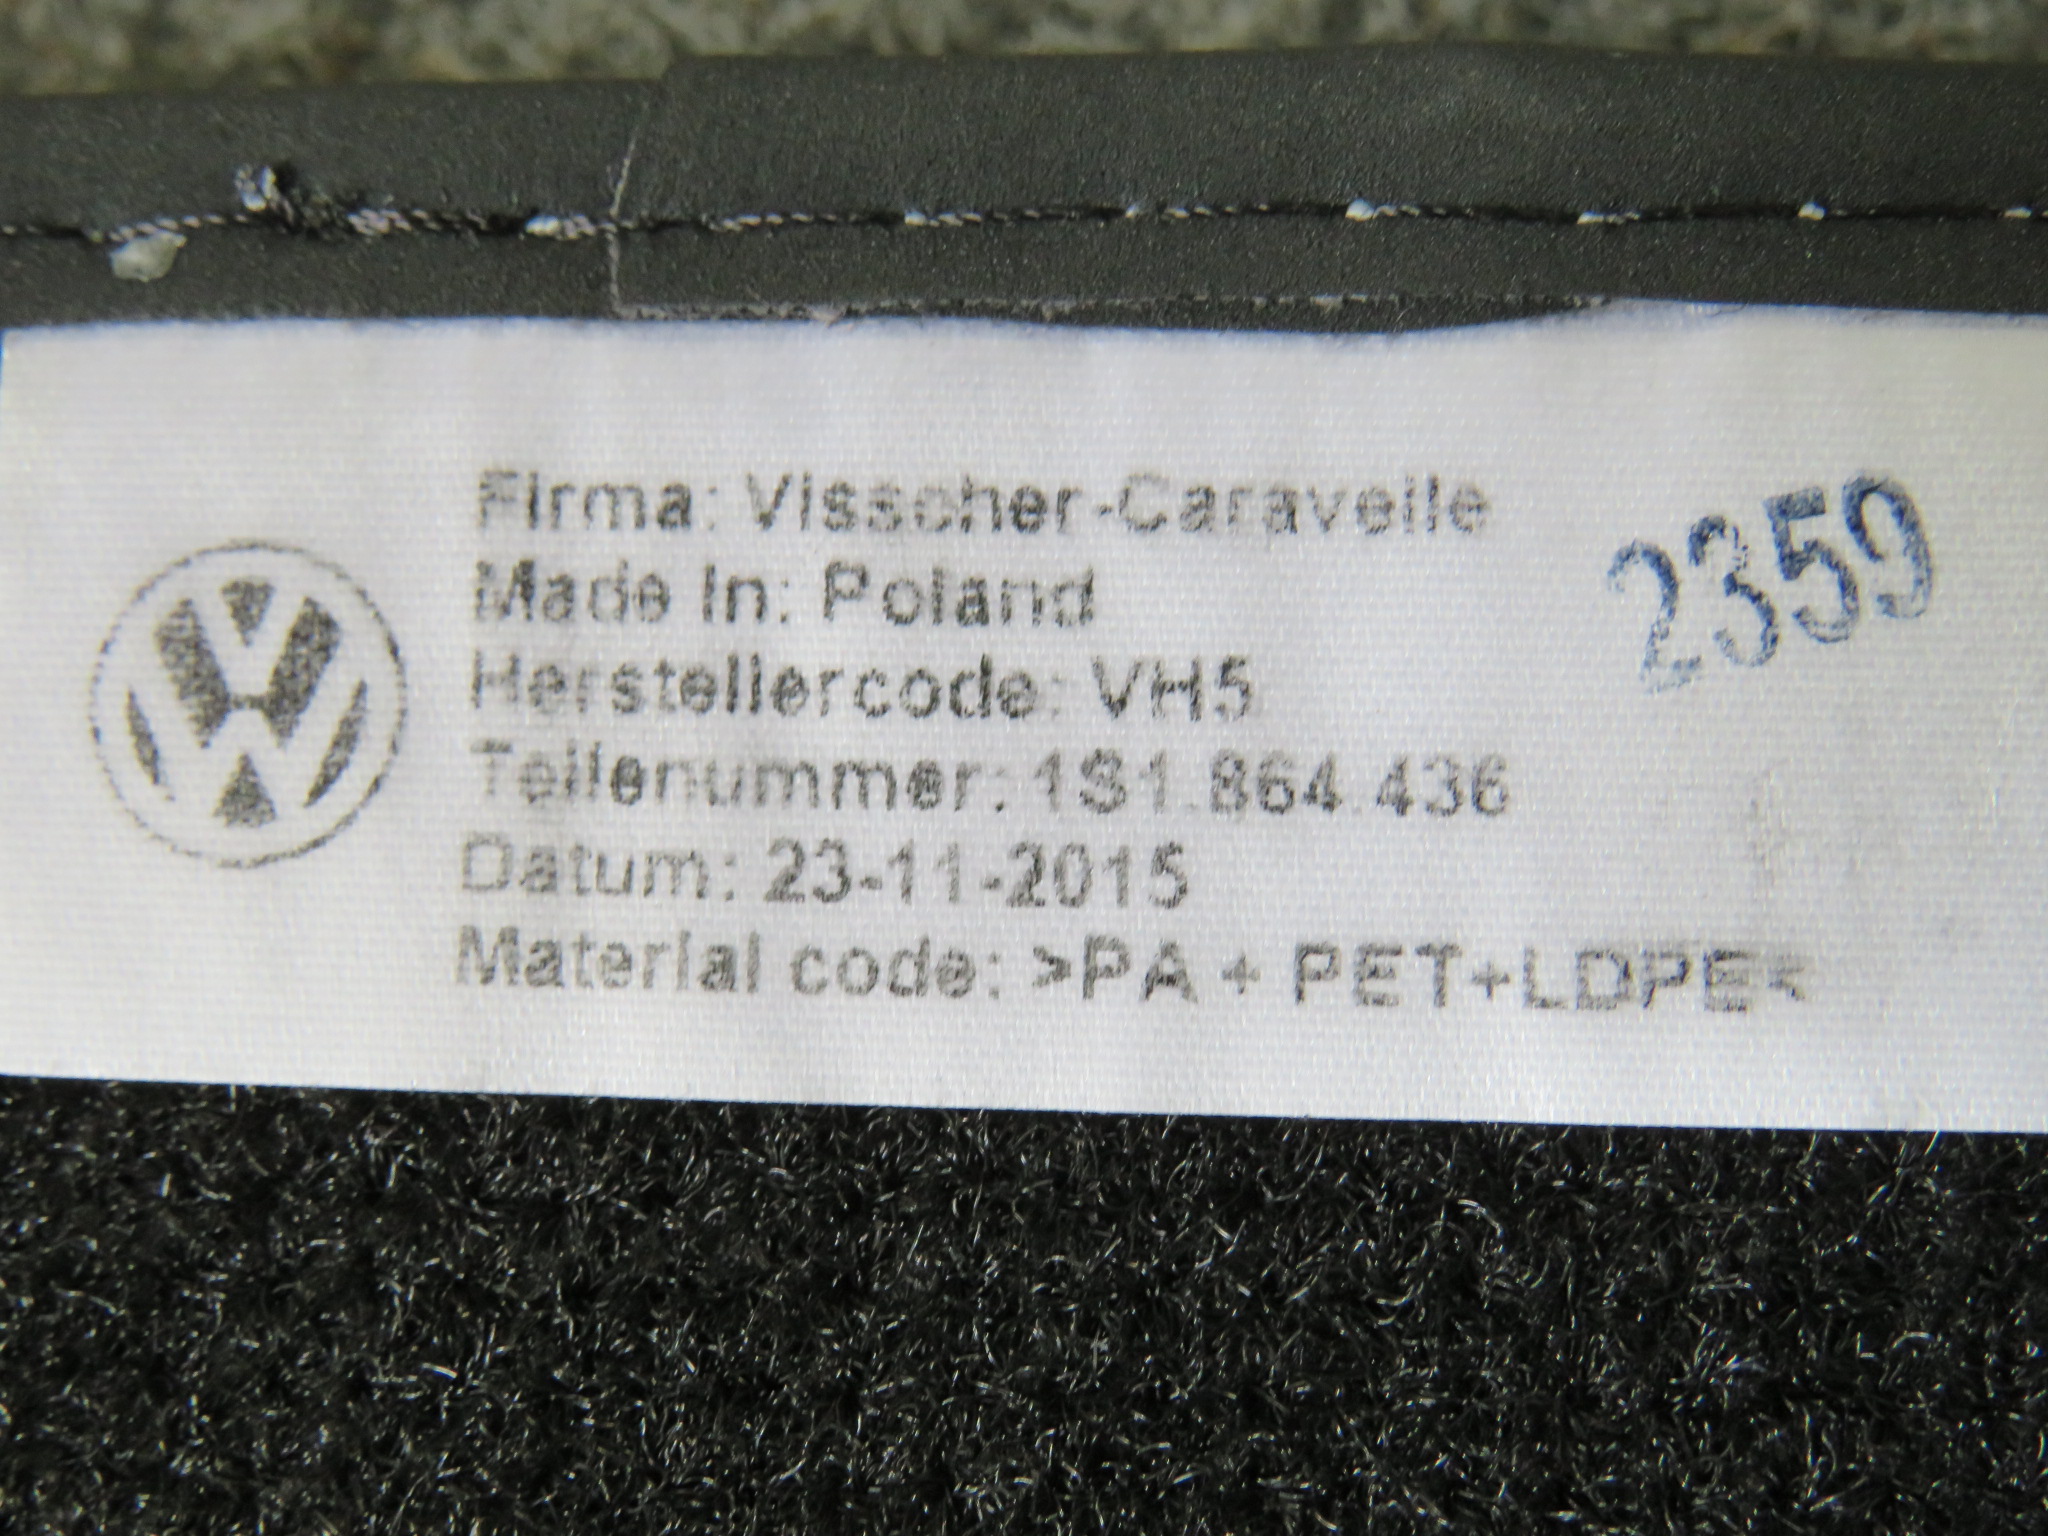 Firma: Visscher-Caravelle
Made In: Poland
Herstellercode: VH5
Teilenummer: 1S1.864.436
Datum: 23-11-2015
Material code: >PA + PET+LDPE<
2359